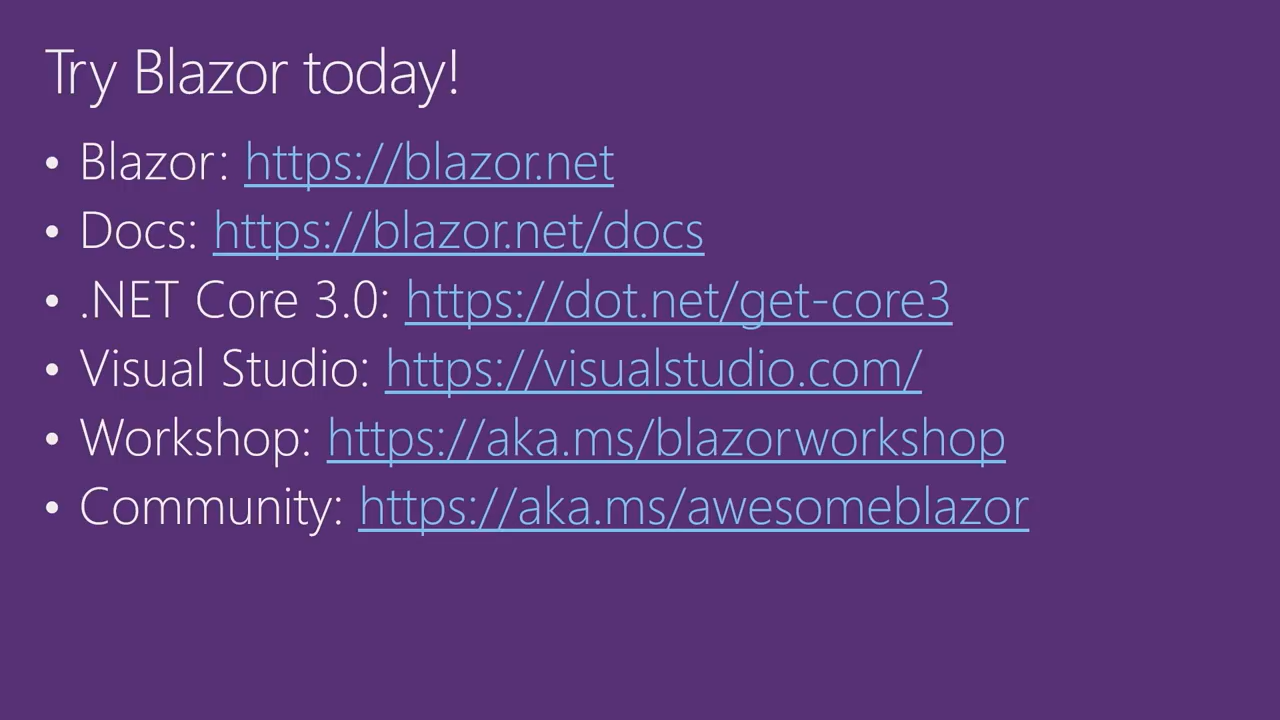 Try Blazor today!
• Blazor: https://blazor.net
• Docs: https://blazor.net/docs
• .NET Core 3.0: https://dot.net/get-core3
• Visual Studio: https://visualstudio.com/
• Workshop: https://aka.ms/blazorworkshop
• Community: https://aka.ms/awesomeblazor